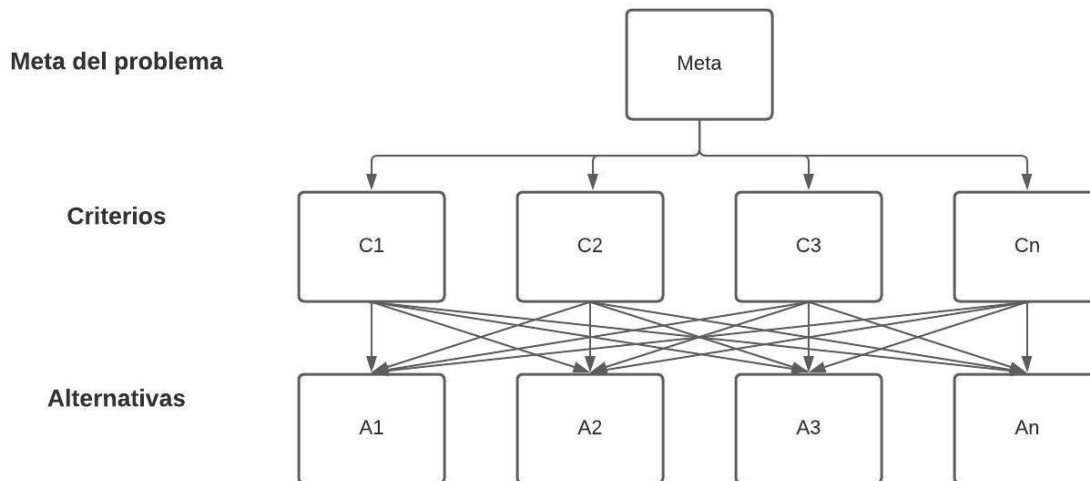 Meta del problema
Meta
Criterios
C1
C2
C3
Cn
Alternativas
A1
A2
A3
An